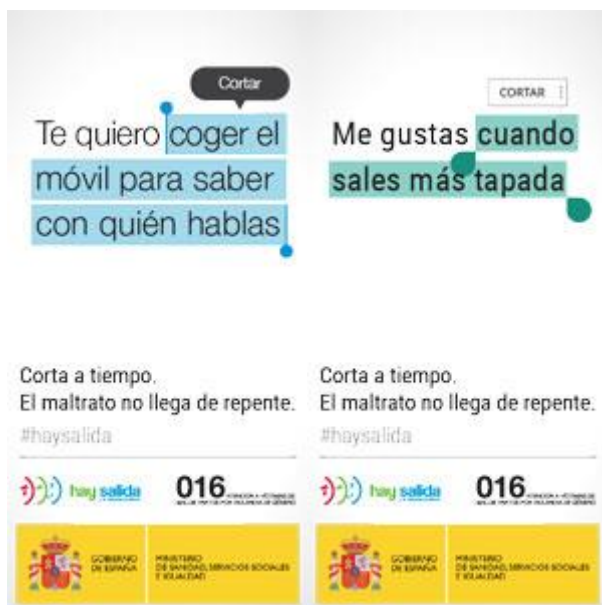 Cortar
Te quiero coger el
móvil para saber
con quién hablas
Corta a tiempo.
El maltrato no llega de repente.
#haysalida
hay salida
016
GOBIERNO
DE ESPAÑA
MINISTERIO
DE SANIDAD, SERVICIOS SOCIALES
E IGUALDAD
CORTAR
Me gustas cuando
sales más tapada
Corta a tiempo.
El maltrato no llega de repente.
#haysalida
hay salida
016
GOBIERNO
DE ESPAÑA
MINISTERIO
DE SANIDAD, SERVICIOS SOCIALES
E IGUALDAD